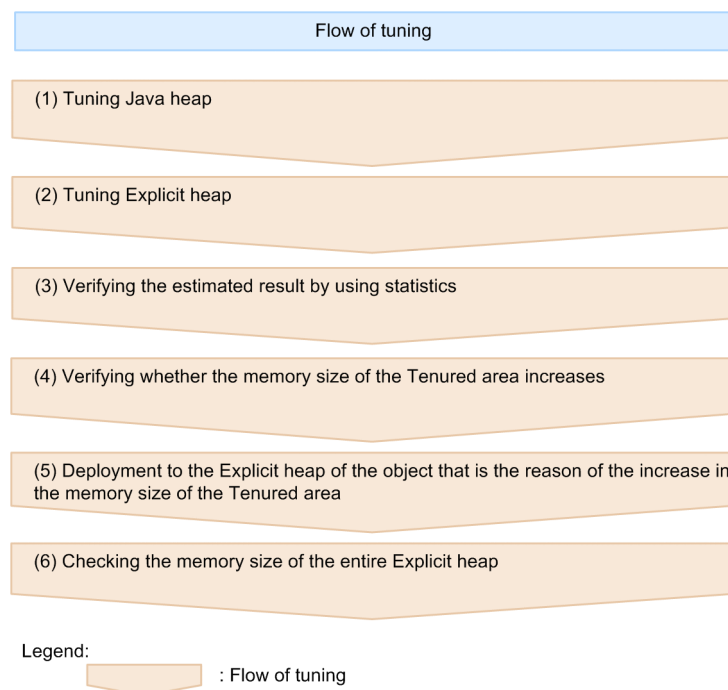 Flow of tuning
(1) Tuning Java heap
(2) Tuning Explicit heap
(3) Verifying the estimated result by using statistics
(4) Verifying whether the memory size of the Tenured area increases
(5) Deployment to the Explicit heap of the object that is the reason of the increase in
the memory size of the Tenured area
(6) Checking the memory size of the entire Explicit heap
Legend:
: Flow of tuning